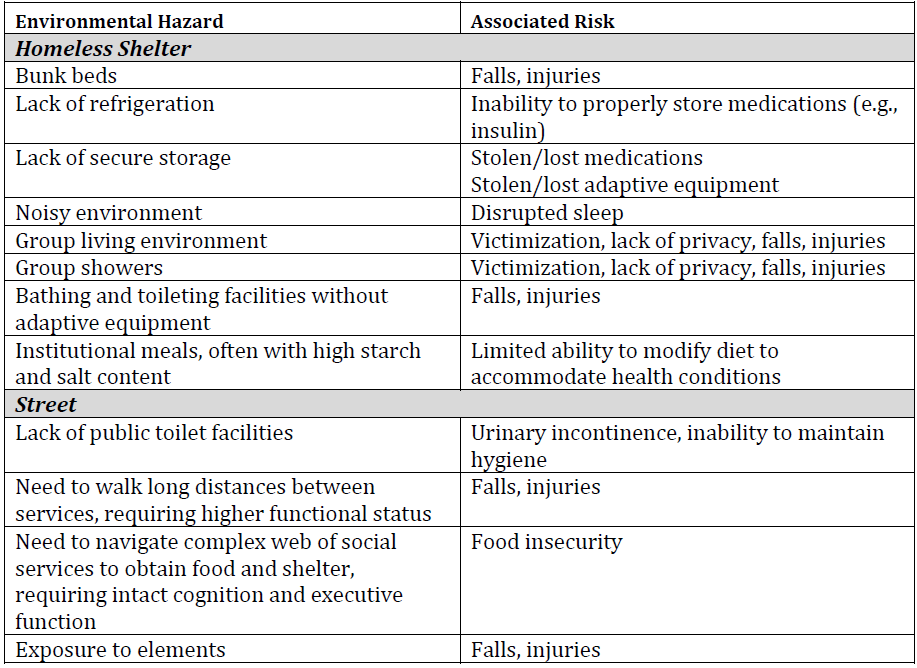 Environmental Hazard Associated Risk
Homeless Shelter
Bunk beds Falls, injuries
Lack of refrigeration Inability to properly store medications (e.g.,
insulin)
Lack of secure storage Stolen/lost medications
Stolen/lost adaptive equipment
Noisy environment Disrupted sleep
Group living environment Victimization, lack of privacy, falls, injuries
Group showers Victimization, lack of privacy, falls, injuries
Bathing and toileting facilities without Falls, injuries
adaptive equipment
Institutional meals, often with high starch Limited ability to modify diet to
and salt content accommodate health conditions
Street
Lack of public toilet facilities Urinary incontinence, inability to maintain
hygiene
Need to walk long distances between Falls, injuries
services, requiring higher functional status
Need to navigate complex web of social Food insecurity
services to obtain food and shelter,
requiring intact cognition and executive
function
Exposure to elements Falls, injuries